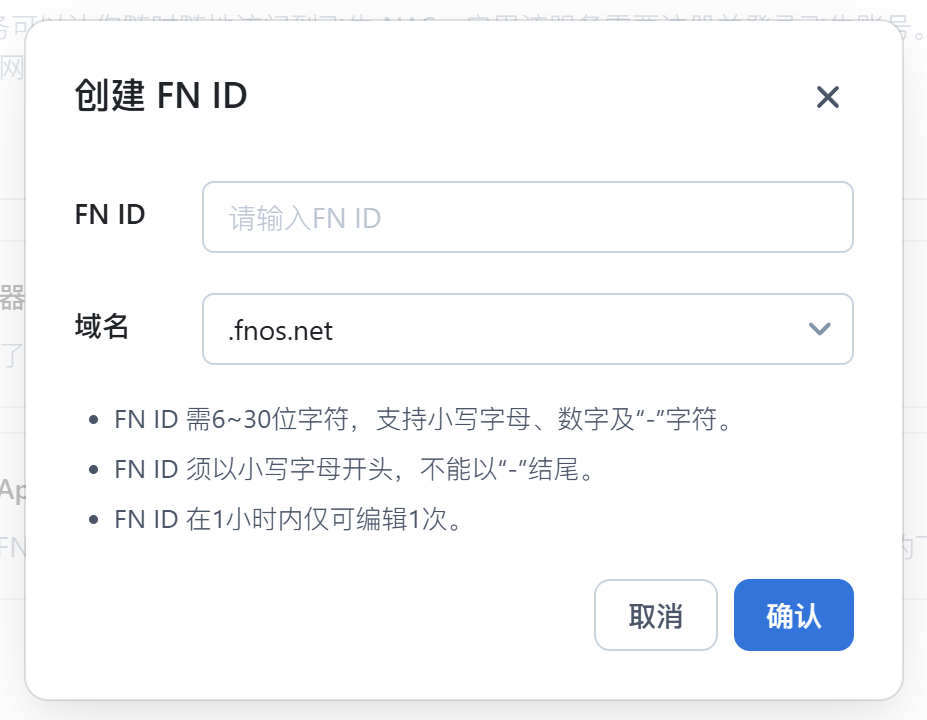 创建 FN ID
FN ID
请输入FN ID
域名
.fnos.net
FN ID 需6~30位字符，支持小写字母、数字及“-”字符。
FN ID 须以小写字母开头，不能以“-”结尾。
FN ID 在1小时内仅可编辑1次。
取消
确认